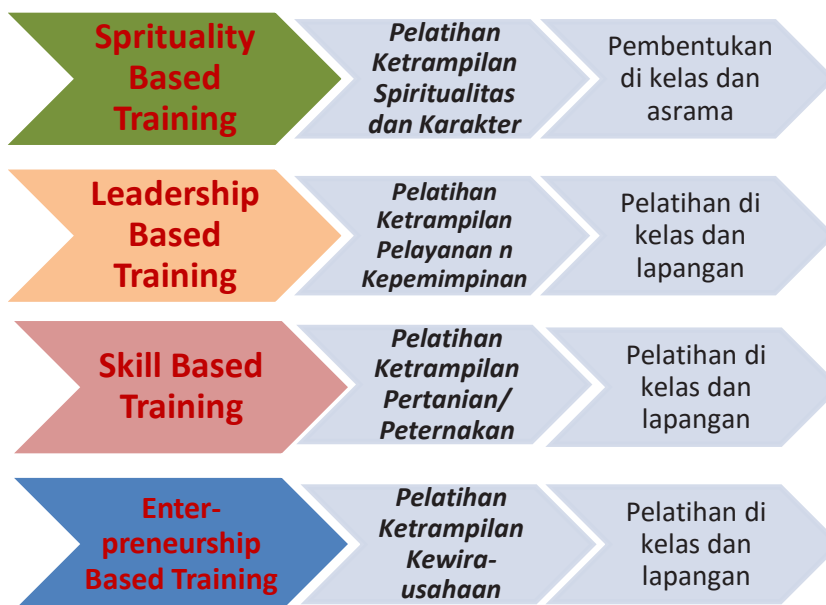 Sprituality
Based
Training
Pelatihan
Ketrampilan
Spiritualitas
dan Karakter
Pembentukan
di kelas dan
asrama
Leadership
Based
Training
Pelatihan
Ketrampilan
Pelayanan n
Kepemimpinan
Pelatihan di
kelas dan
lapangan
Skill Based
Training
Pelatihan
Ketrampilan
Pertanian/
Peternakan
Pelatihan di
kelas dan
lapangan
Enter-
preneurship
Based Training
Pelatihan
Ketrampilan
Kewira-
usahaan
Pelatihan di
kelas dan
lapangan